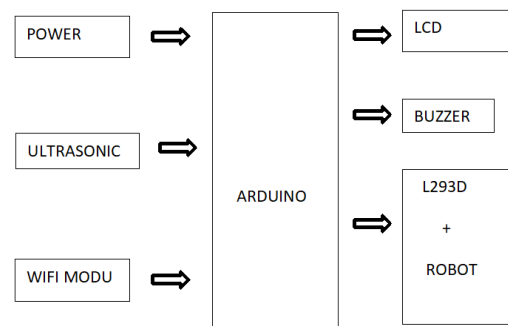 POWER
ULTRASONIC
WIFI MODU
ARDUINO
LCD
BUZZER
L293D
+
ROBOT